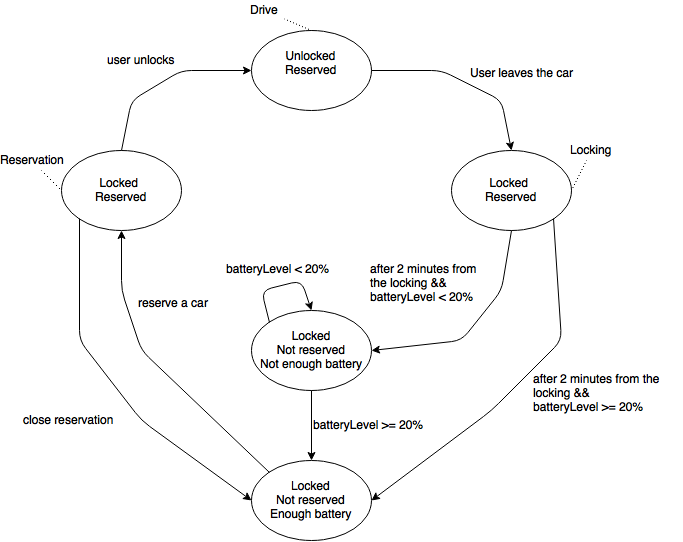 Drive
Unlocked
Reserved
user unlocks
User leaves the car
Reservation
Locked
Reserved
Locking
Locked
Reserved
batteryLevel < 20%
after 2 minutes from
the locking &&
batteryLevel < 20%
reserve a car
Locked
Not reserved
Not enough battery
after 2 minutes from the
locking &&
batteryLevel >= 20%
close reservation
batteryLevel >= 20%
Locked
Not reserved
Enough battery